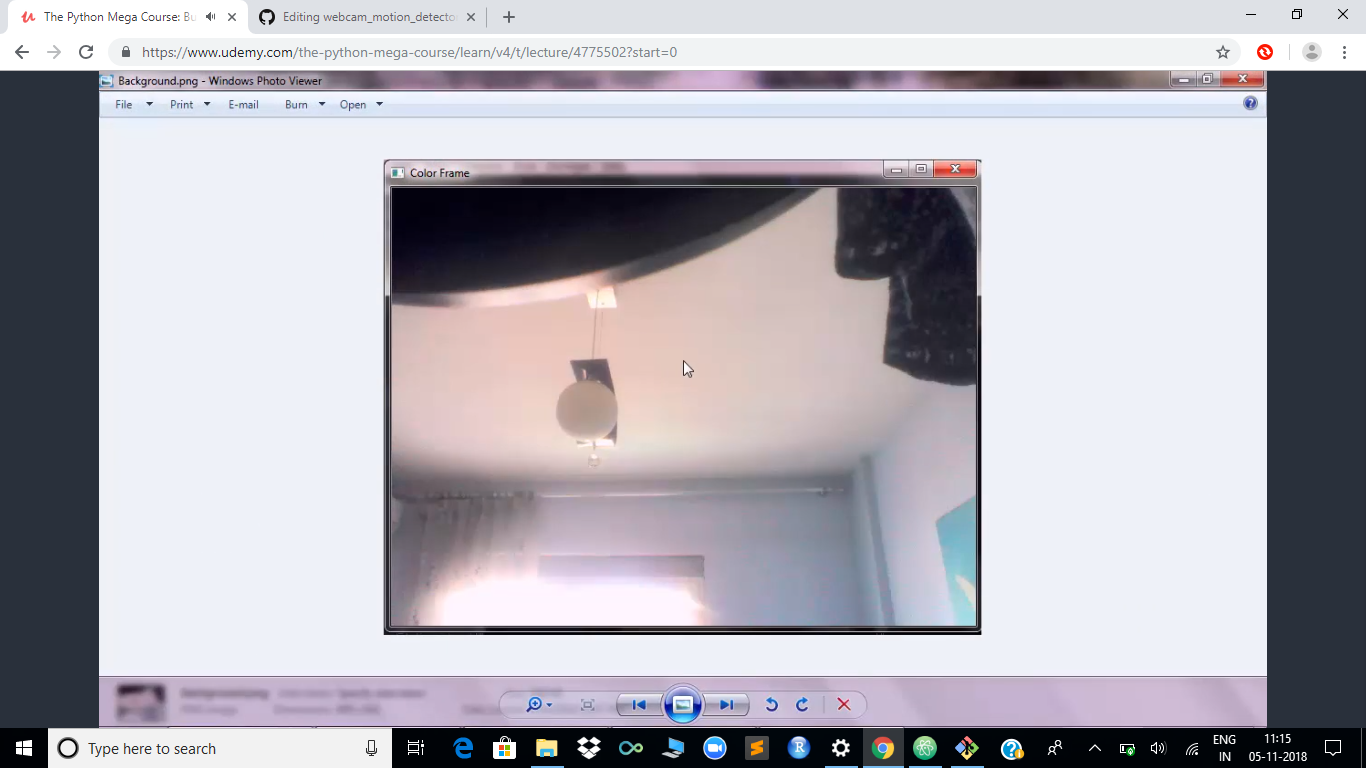 The Python Mega Course: Bu
Editing webcam_motion_detecto
https://www.udemy.com/the-python-mega-course/learn/v4/t/lecture/4775502?start=0
Background.png - Windows Photo Viewer
File Print E-mail Burn Open
Color Frame
Type here to search
ENG
IN
11:15
05-11-2018